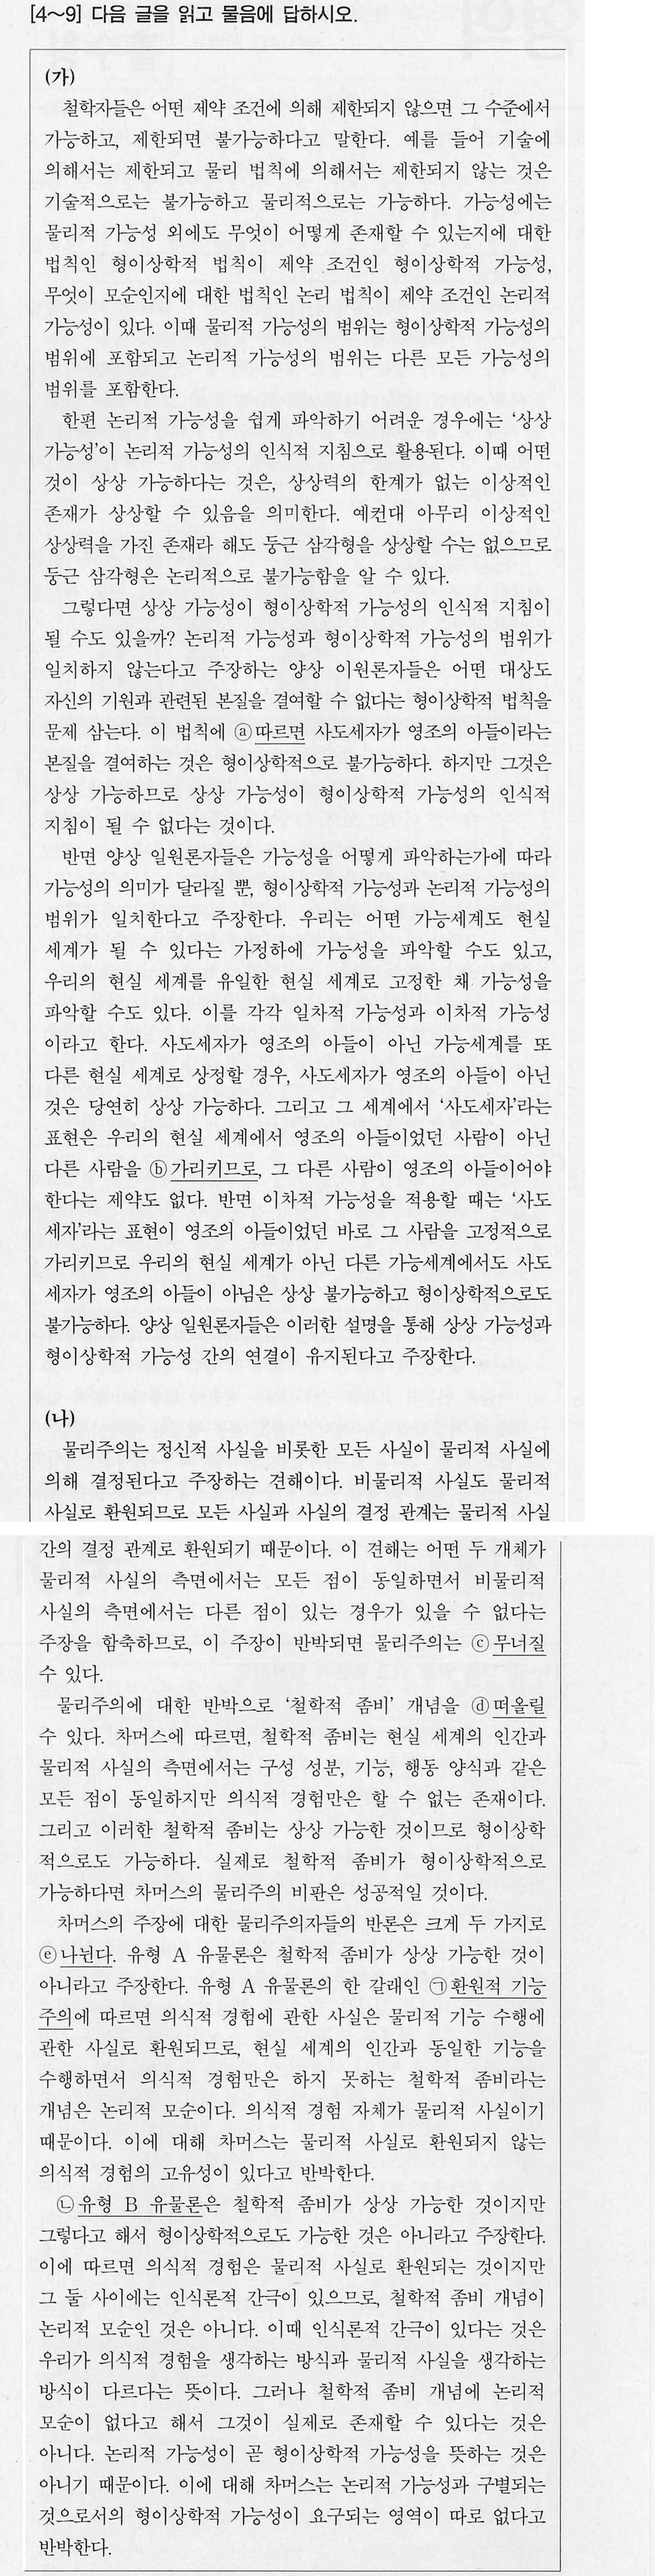 [4～9] 다음 글을 읽고 물음에 답하시오.
(가)
철학자들은 어떤 제약 조건에 의해 제한되지 않으면 그 수준에서
가능하고, 제한되면 불가능하다고 말한다. 예를 들어 기술에
의해서는 제한되고 물리 법칙에 의해서는 제한되지 않는 것은
기술적으로는 불가능하고 물리적으로는 가능하다. 가능성에는
물리적 가능성 외에도 무엇이 어떻게 존재할 수 있는지에 대한
법칙인 형이상학적 법칙이 제약 조건인 형이상학적 가능성,
무엇이 모순인지에 대한 법칙인 논리 법칙이 제약 조건인 논리적
가능성이 있다. 이때 물리적 가능성의 범위는 형이상학적 가능성의
범위에 포함되고 논리적 가능성의 범위는 다른 모든 가능성의
범위를 포함한다.
한편 논리적 가능성을 쉽게 파악하기 어려운 경우에는 ‘상상
가능성’이 논리적 가능성의 인식적 지침으로 활용된다. 이때 어떤
것이 상상 가능하다는 것은, 상상력의 한계가 없는 이상적인
존재가 상상할 수 있음을 의미한다. 예컨대 아무리 이상적인
상상력을 가진 존재라 해도 둥근 삼각형을 상상할 수는 없으므로
둥근 삼각형은 논리적으로 불가능함을 알 수 있다.
그렇다면 상상 가능성이 형이상학적 가능성의 인식적 지침이
될 수도 있을까? 논리적 가능성과 형이상학적 가능성의 범위가
일치하지 않는다고 주장하는 양상 이원론자들은 어떤 대상도
자신의 기원과 관련된 본질을 결여할 수 없다는 형이상학적 법칙을
문제 삼는다. 이 법칙에 ⓐ따르면 사도세자가 영조의 아들이라는
본질을 결여하는 것은 형이상학적으로 불가능하다. 하지만 그것은
상상 가능하므로 상상 가능성이 형이상학적 가능성의 인식적
지침이 될 수 없다는 것이다.
반면 양상 일원론자들은 가능성을 어떻게 파악하는가에 따라
가능성의 의미가 달라질 뿐, 형이상학적 가능성과 논리적 가능성의
범위가 일치한다고 주장한다. 우리는 어떤 가능세계도 현실
세계가 될 수 있다는 가정하에 가능성을 파악할 수도 있고,
우리의 현실 세계를 유일한 현실 세계로 고정한 채 가능성을
파악할 수도 있다. 이를 각각 일차적 가능성과 이차적 가능성
이라고 한다. 사도세자가 영조의 아들이 아닌 가능세계를 또
다른 현실 세계로 상정할 경우, 사도세자가 영조의 아들이 아닌
것은 당연히 상상 가능하다. 그리고 그 세계에서 ‘사도세자’라는
표현은 우리의 현실 세계에서 영조의 아들이었던 사람이 아닌
다른 사람을 ⓑ가리키므로, 그 다른 사람이 영조의 아들이어야
한다는 제약도 없다. 반면 이차적 가능성을 적용할 때는 ‘사도
세자’라는 표현이 영조의 아들이었던 바로 그 사람을 고정적으로
가리키므로 우리의 현실 세계가 아닌 다른 가능세계에서도 사도
세자가 영조의 아들이 아님은 상상 불가능하고 형이상학적으로도
불가능하다. 양상 일원론자들은 이러한 설명을 통해 상상 가능성과
형이상학적 가능성 간의 연결이 유지된다고 주장한다.
(나)
물리주의는 정신적 사실을 비롯한 모든 사실이 물리적 사실에
의해 결정된다고 주장하는 견해이다. 비물리적 사실도 물리적
사실로 환원되므로 모든 사실과 사실의 결정 관계는 물리적 사실
간의 결정 관계로 환원되기 때문이다. 이 견해는 어떤 두 개체가
물리적 사실의 측면에서는 모든 점이 동일하면서 비물리적
사실의 측면에서는 다른 점이 있는 경우가 있을 수 없다는
주장을 함축하므로, 이 주장이 반박되면 물리주의는 ⓒ무너질
수 있다.
물리주의에 대한 반박으로 ‘철학적 좀비’ 개념을 ⓓ떠올릴
수 있다. 차머스에 따르면, 철학적 좀비는 현실 세계의 인간과
물리적 사실의 측면에서는 구성 성분, 기능, 행동 양식과 같은
모든 점이 동일하지만 의식적 경험만은 할 수 없는 존재이다.
그리고 이러한 철학적 좀비는 상상 가능한 것이므로 형이상학
적으로도 가능하다. 실제로 철학적 좀비가 형이상학적으로
가능하다면 차머스의 물리주의 비판은 성공적일 것이다.
차머스의 주장에 대한 물리주의자들의 반론은 크게 두 가지로
ⓔ나뉜다. 유형 A 유물론은 철학적 좀비가 상상 가능한 것이
아니라고 주장한다. 유형 A 유물론의 한 갈래인 ㉠환원적 기능
주의에 따르면 의식적 경험에 관한 사실은 물리적 기능 수행에
관한 사실로 환원되므로, 현실 세계의 인간과 동일한 기능을
수행하면서 의식적 경험만은 하지 못하는 철학적 좀비라는
개념은 논리적 모순이다. 의식적 경험 자체가 물리적 사실이기
때문이다. 이에 대해 차머스는 물리적 사실로 환원되지 않는
의식적 경험의 고유성이 있다고 반박한다.
㉡유형 B 유물론은 철학적 좀비가 상상 가능한 것이지만
그렇다고 해서 형이상학적으로도 가능한 것은 아니라고 주장한다.
이에 따르면 의식적 경험은 물리적 사실로 환원되는 것이지만
그 둘 사이에는 인식론적 간극이 있으므로, 철학적 좀비 개념이
논리적 모순인 것은 아니다. 이때 인식론적 간극이 있다는 것은
우리가 의식적 경험을 생각하는 방식과 물리적 사실을 생각하는
방식이 다르다는 뜻이다. 그러나 철학적 좀비 개념에 논리적
모순이 없다고 해서 그것이 실제로 존재할 수 있다는 것은
아니다. 논리적 가능성이 곧 형이상학적 가능성을 뜻하는 것은
아니기 때문이다. 이에 대해 차머스는 논리적 가능성과 구별되는
것으로서의 형이상학적 가능성이 요구되는 영역이 따로 없다고
반박한다.